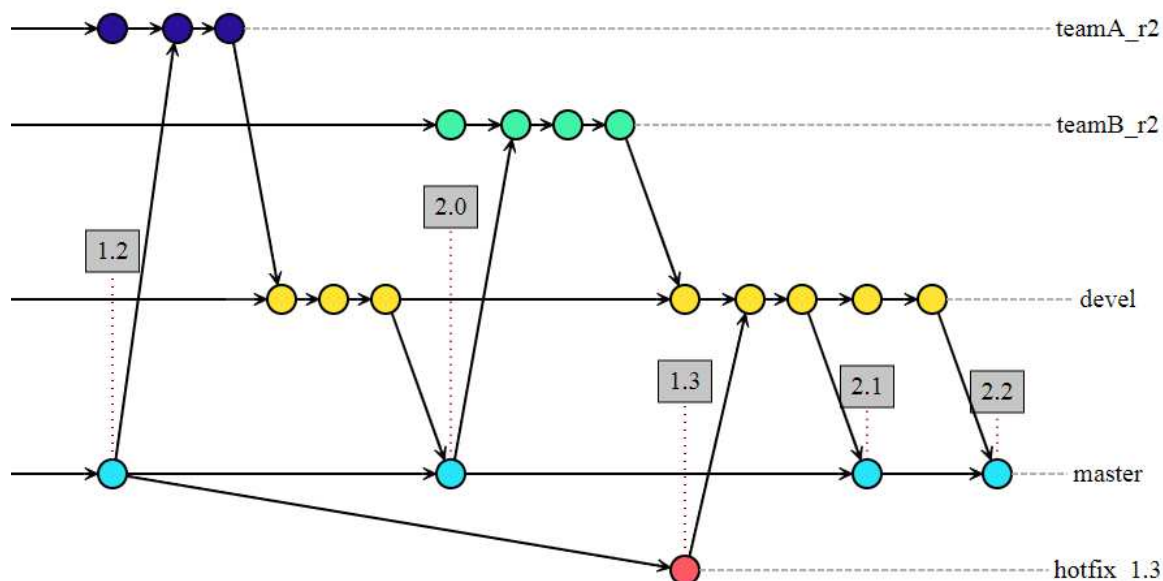 teamA_r2
teamB_r2
2.0
1.2
devel
1.3
2.1
2.2
master
hotfix_1.3